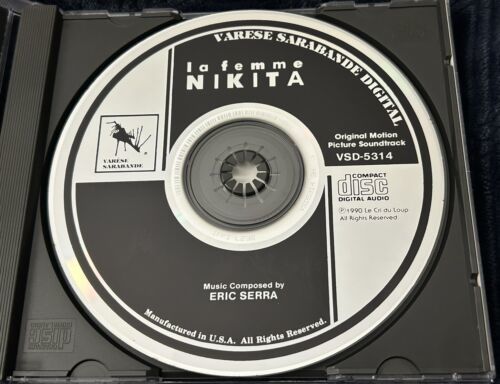 VARESE SARABANDE DIGITAL
la femme
NIKITA
Original Motion
Picture Soundtrack
VSD-5314
VARESE
SARABANDE
COMPACT
disc
DIGITAL AUDIO
℗ 1990 Le Cri du Loup
All Rights Reserved.
Music Composed by
ERIC SERRA
Manufactured in U.S.A. All Rights Reserved.